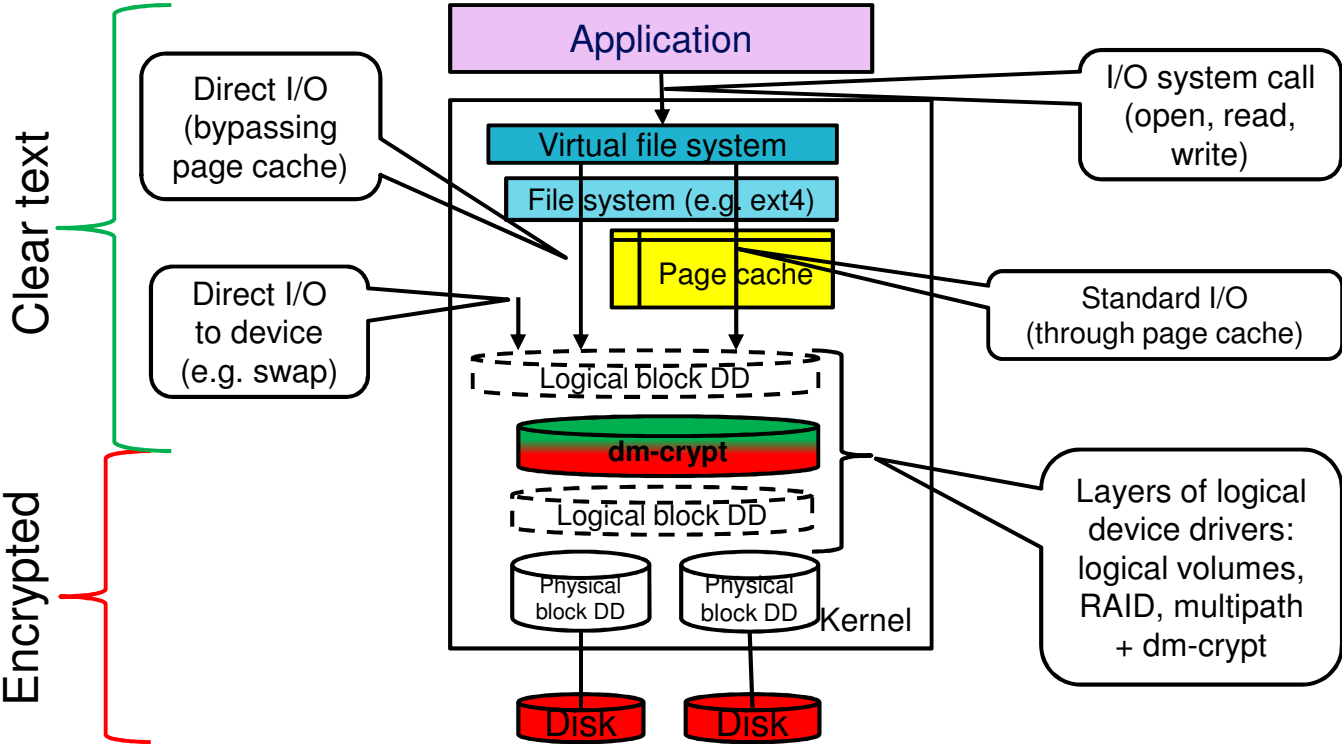 Application
Direct I/O
(bypassing
page cache)
I/O system call
(open, read,
write)
Virtual file system
File system (e.g. ext4)
Page cache
Clear text
Direct I/O
to device
(e.g. swap)
Standard I/O
(through page cache)
Logical block DD
dm-crypt
Logical block DD
Layers of logical
device drivers:
logical volumes,
RAID, multipath
+ dm-crypt
Encrypted
Physical
block DD
Physical
block DD
Kernel
Disk
Disk